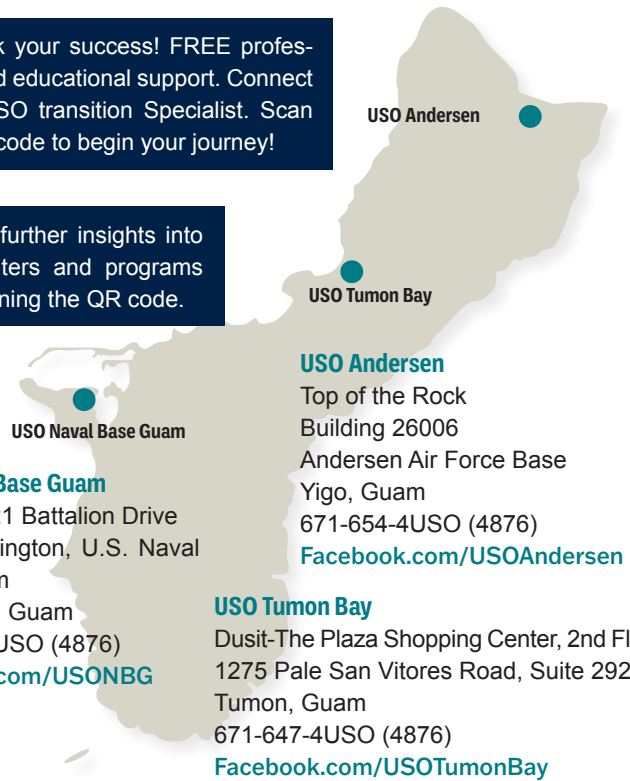 k your success! FREE profes-
d educational support. Connect
SO transition Specialist. Scan
code to begin your journey!
further insights into
ters and programs
ning the QR code.
USO Andersen
USO Tumon Bay
USO Naval Base Guam
USO Andersen
Top of the Rock
Building 26006
Andersen Air Force Base
Yigo, Guam
671-654-4USO (4876)
Facebook.com/USOAndersen
Base Guam
1 Battalion Drive
ington, U.S. Naval
Guam
USO (4876)
com/USONBG
USO Tumon Bay
Dusit-The Plaza Shopping Center, 2nd Fl
1275 Pale San Vitores Road, Suite 292
Tumon, Guam
671-647-4USO (4876)
Facebook.com/USOTumonBay